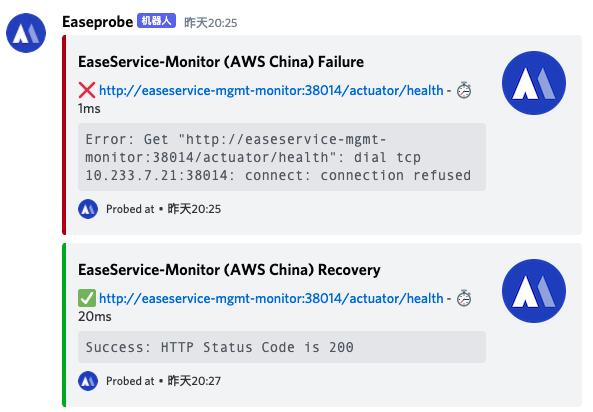 Easeprobe 机器人 昨天20:25
EaseService-Monitor (AWS China) Failure
❌ http://easeservice-mgmt-monitor:38014/actuator/health - ⏱
1ms
Error: Get "http://easeservice-mgmt-
monitor:38014/actuator/health": dial tcp
10.233.7.21:38014: connect: connection refused
Probed at • 昨天20:25
EaseService-Monitor (AWS China) Recovery
✅ http://easeservice-mgmt-monitor:38014/actuator/health - ⏱
20ms
Success: HTTP Status Code is 200
Probed at • 昨天20:27